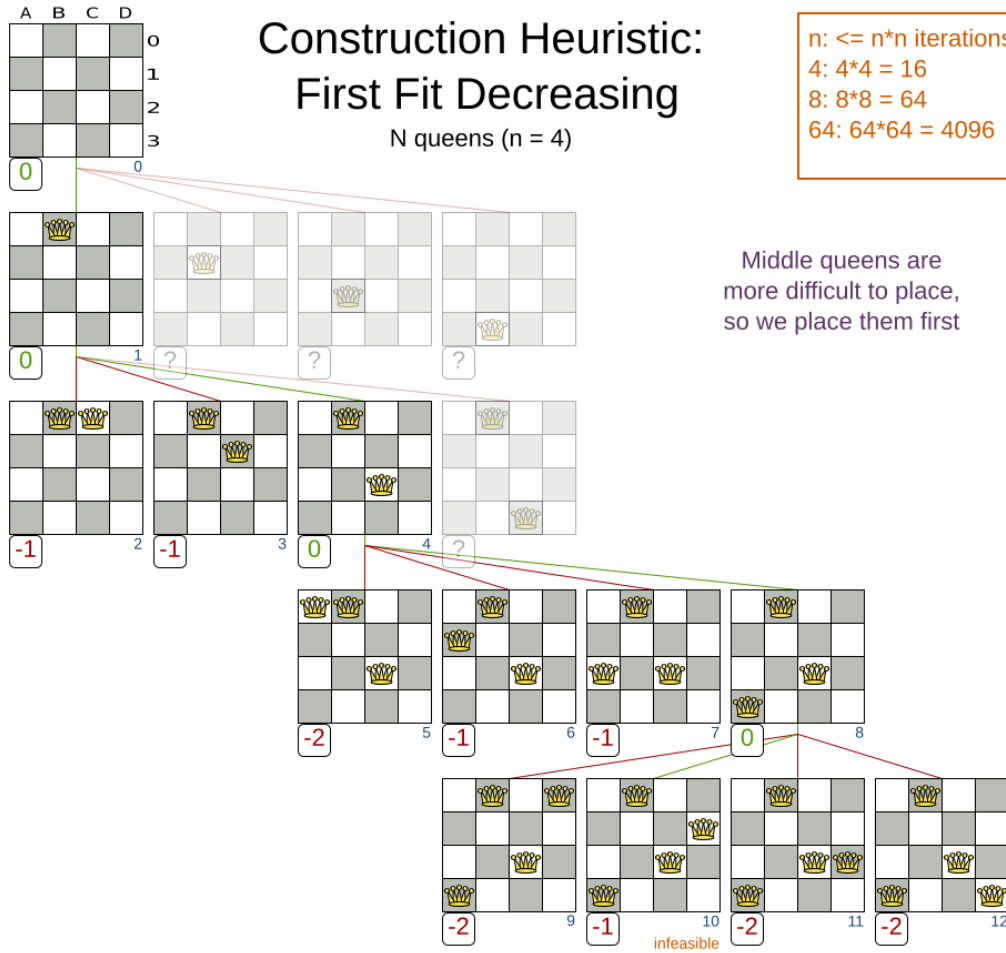 A B C D
Construction Heuristic:
First Fit Decreasing
N queens (n = 4)
n: <= n*n iterations
4: 4*4 = 16
8: 8*8 = 64
64: 64*64 = 4096
0
1
2
3
0 0
Middle queens are
more difficult to place,
so we place them first
0 1 ? ? ?
-1 2 -1 3 0 4 ?
-2 5 -1 6 -1 7 0 8
-2 9 -1 10 -2 11 -2 12
infeasible